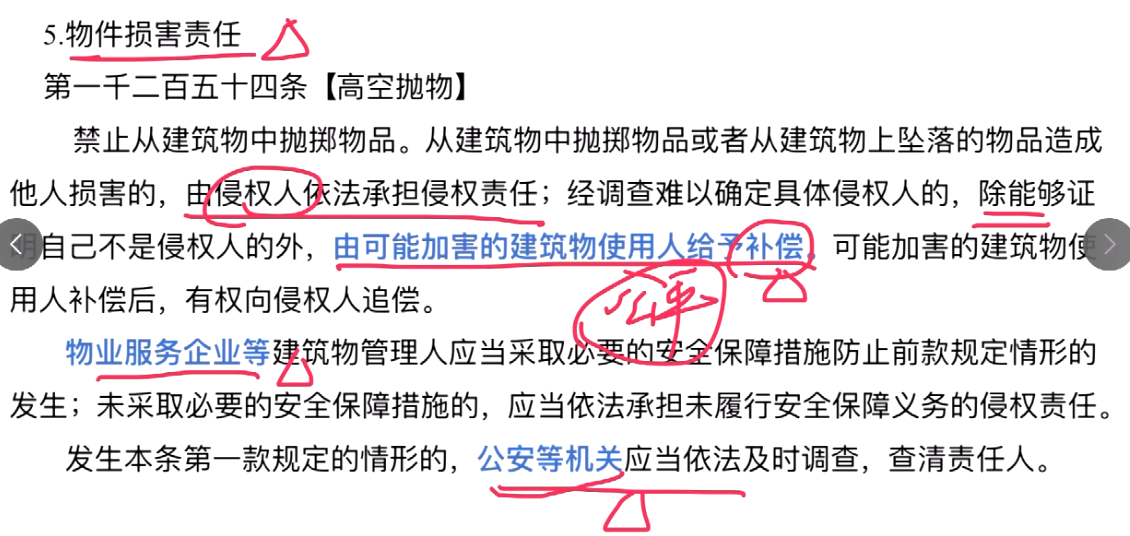 5.物件损害责任
第一千二百五十四条【高空抛物】
禁止从建筑物中抛掷物品。从建筑物中抛掷物品或者从建筑物上坠落的物品造成
他人损害的，由侵权人依法承担侵权责任；经调查难以确定具体侵权人的，除能够证
明自己不是侵权人的外，由可能加害的建筑物使用人给予补偿。可能加害的建筑物使
用人补偿后，有权向侵权人追偿。
公平
物业服务企业等建筑物管理人应当采取必要的安全保障措施防止前款规定情形的
发生；未采取必要的安全保障措施的，应当依法承担未履行安全保障义务的侵权责任。
发生本条第一款规定的情形的，公安等机关应当依法及时调查，查清责任人。